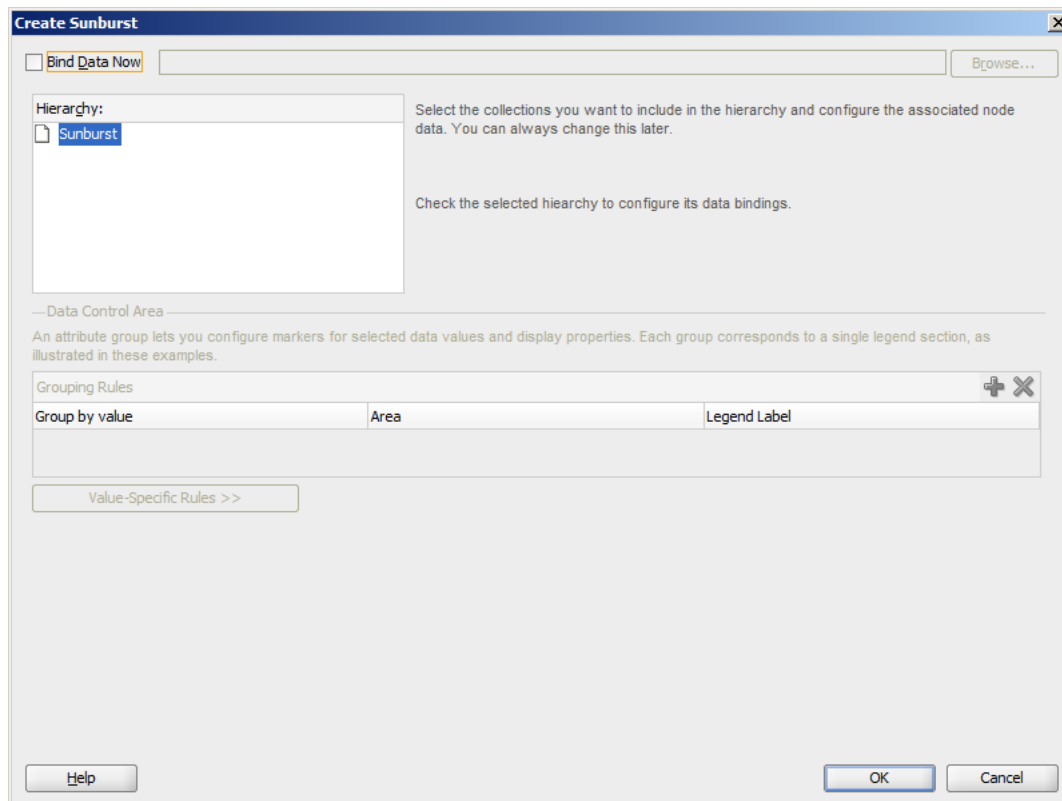 Create Sunburst
Bind Data Now
Browse...
Hierarchy:
Sunburst
Select the collections you want to include in the hierarchy and configure the associated node
data. You can always change this later.
Check the selected hiearchy to configure its data bindings.
Data Control Area
An attribute group lets you configure markers for selected data values and display properties. Each group corresponds to a single legend section, as
illustrated in these examples.
Grouping Rules
Group by value Area Legend Label
Value-Specific Rules >>
Help OK Cancel